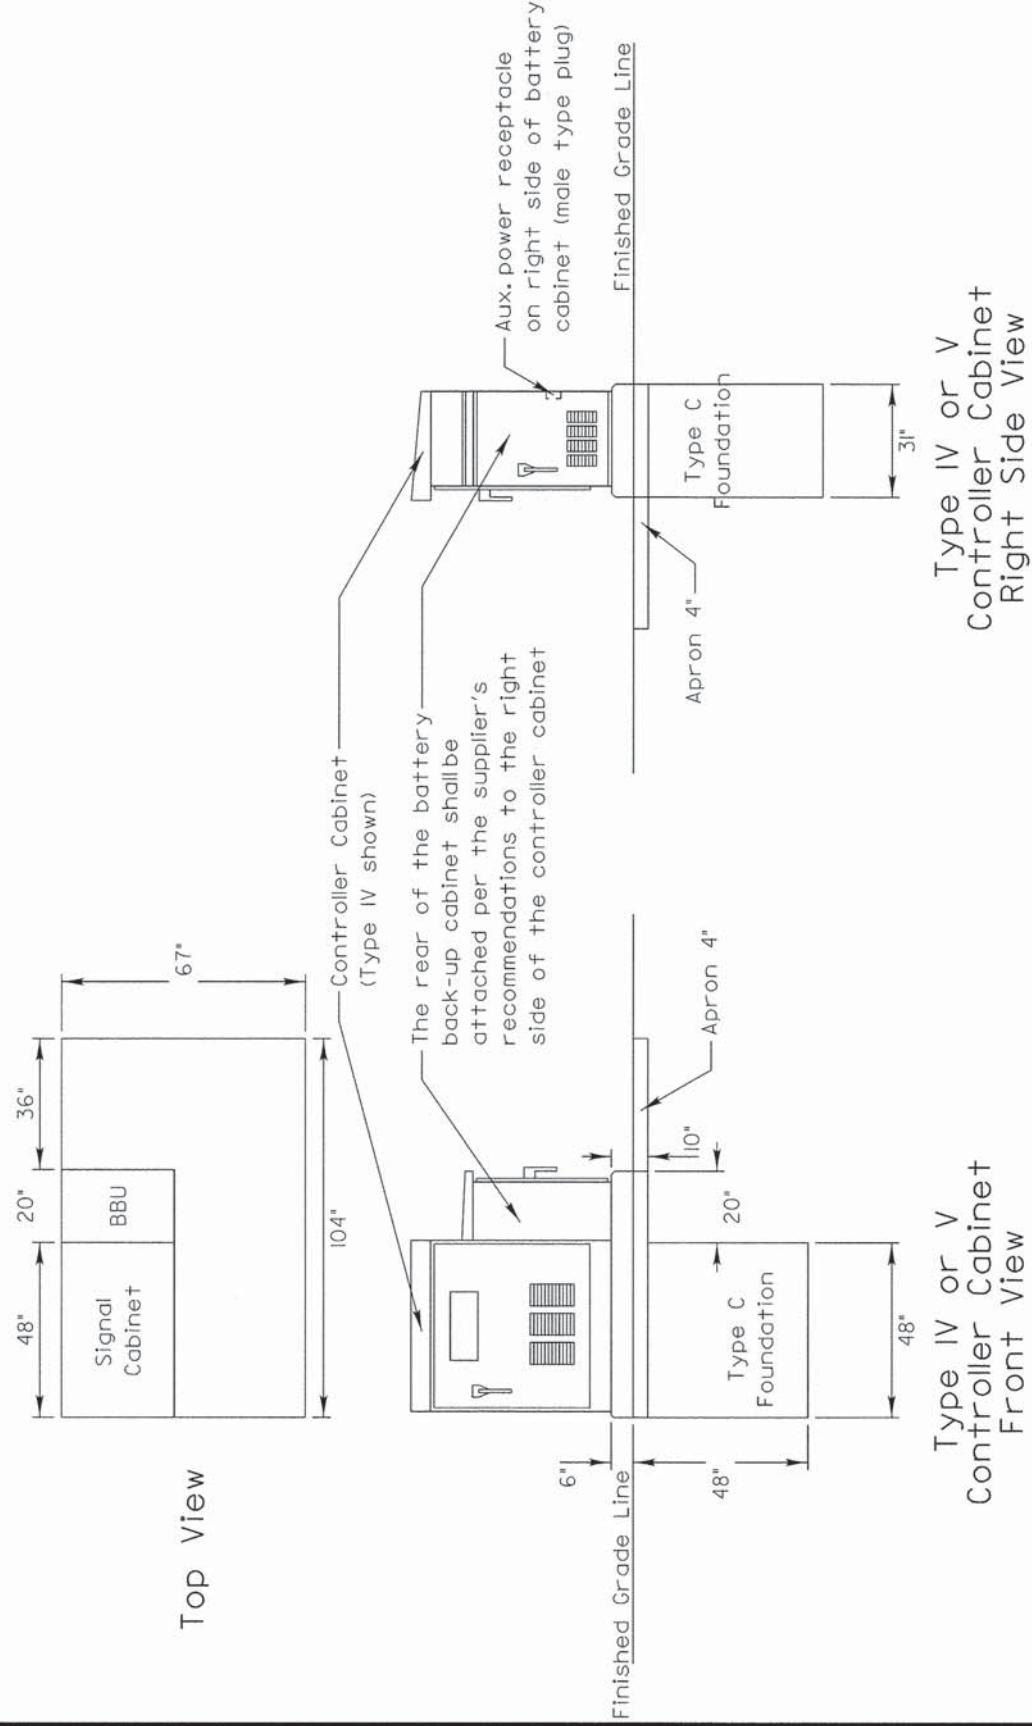 Top View
48"
20"
36"
Signal
Cabinet
BBU
67"
104"
Controller Cabinet
(Type IV shown)
The rear of the battery
back-up cabinet shall be
attached per the supplier's
recommendations to the right
side of the controller cabinet
Aux. power receptacle
on right side of battery
cabinet (male type plug)
Finished Grade Line
6"
48"
Type C
Foundation
20"
10"
Apron 4"
48"
Type IV or V
Controller Cabinet
Front View
Finished Grade Line
Apron 4"
Type C
Foundation
31"
Type IV or V
Controller Cabinet
Right Side View